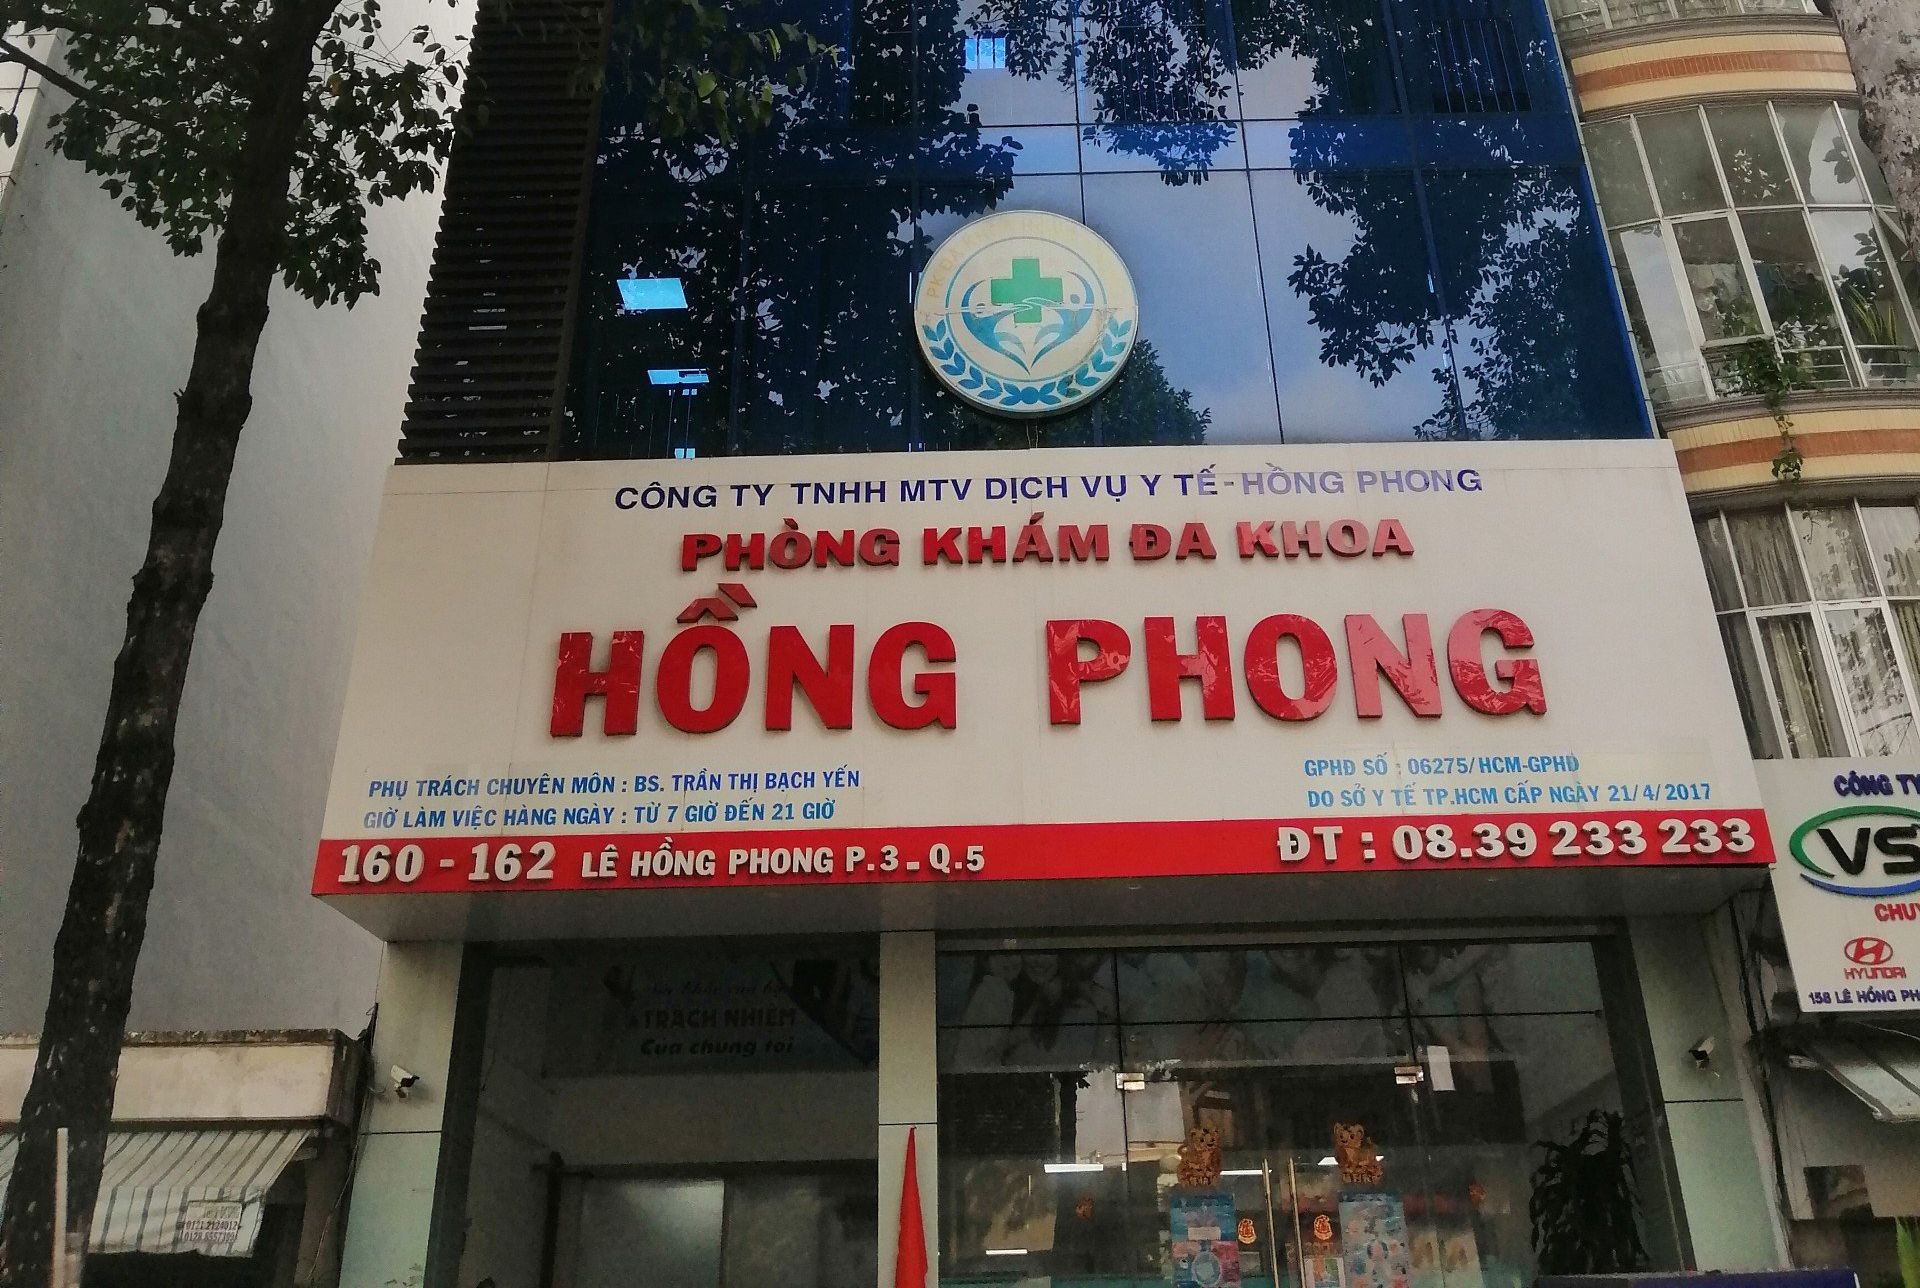 CÔNG TY TNHH MTV DỊCH VỤ Y TẾ - HỒNG PHONG
PHÒNG KHÁM ĐA KHOA
HỒNG PHONG
PHỤ TRÁCH CHUYÊN MÔN : BS. TRẦN THỊ BẠCH YẾN
GIỜ LÀM VIỆC HÀNG NGÀY : TỪ 7 GIỜ ĐẾN 21 GIỜ
GPHĐ SỐ : 06275/HCM-GPHĐ
DO SỞ Y TẾ TP.HCM CẤP NGÀY 21/4/2017
160 - 162 LÊ HỒNG PHONG P.3 - Q.5
ĐT : 08.39 233 233
CÔNG TY
VS
CHU
HYUNDAI
158 LÊ HỒNG PH
TRÁCH NHIỆM
Của chúng tôi